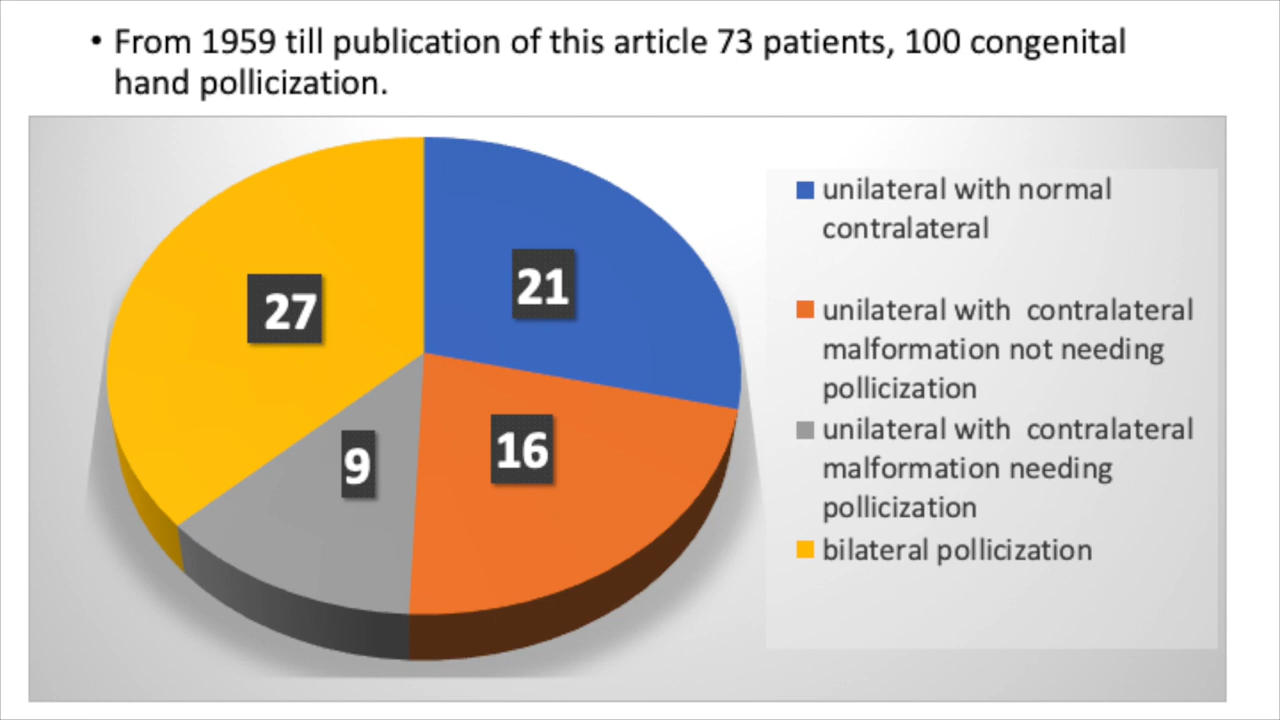 • From 1959 till publication of this article 73 patients, 100 congenital
hand pollicization.
27
21
9
16
unilateral with normal
contralateral
unilateral with  contralateral
malformation not needing
pollicization
unilateral with  contralateral
malformation needing
pollicization
bilateral pollicization